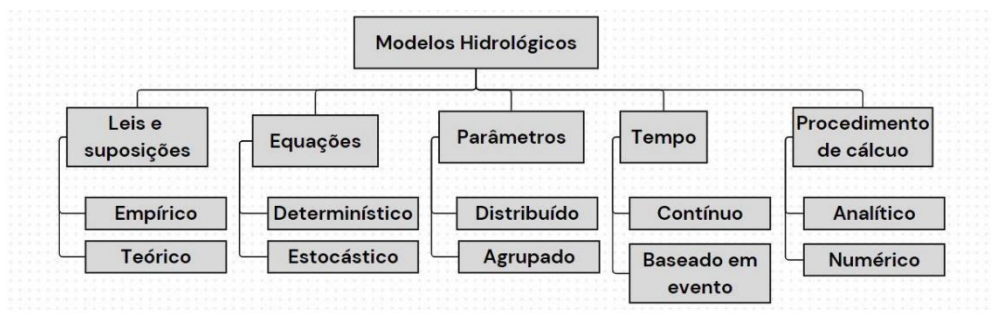 Modelos Hidrológicos
Leis e
suposições
Equações
Parâmetros
Tempo
Procedimento
de cálcuo
Empírico
Determinístico
Distribuído
Contínuo
Analítico
Teórico
Estocástico
Agrupado
Baseado em
evento
Numérico